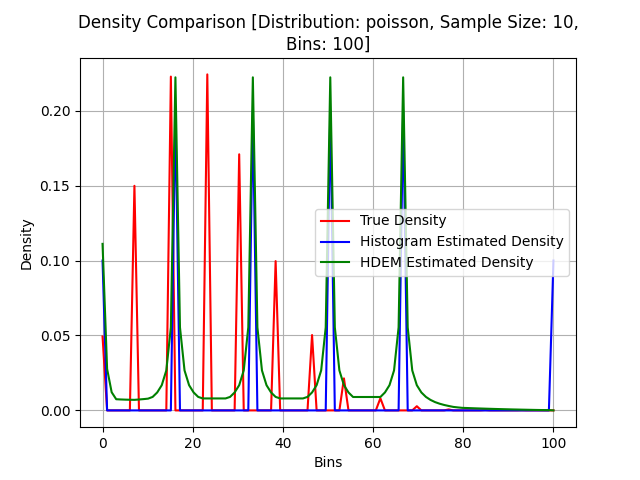 Density Comparison [Distribution: poisson, Sample Size: 10,
Bins: 100]
Density
0.20
0.15
0.10
0.05
0.00
True Density
Histogram Estimated Density
HDEM Estimated Density
0 20 40 60 80 100
Bins